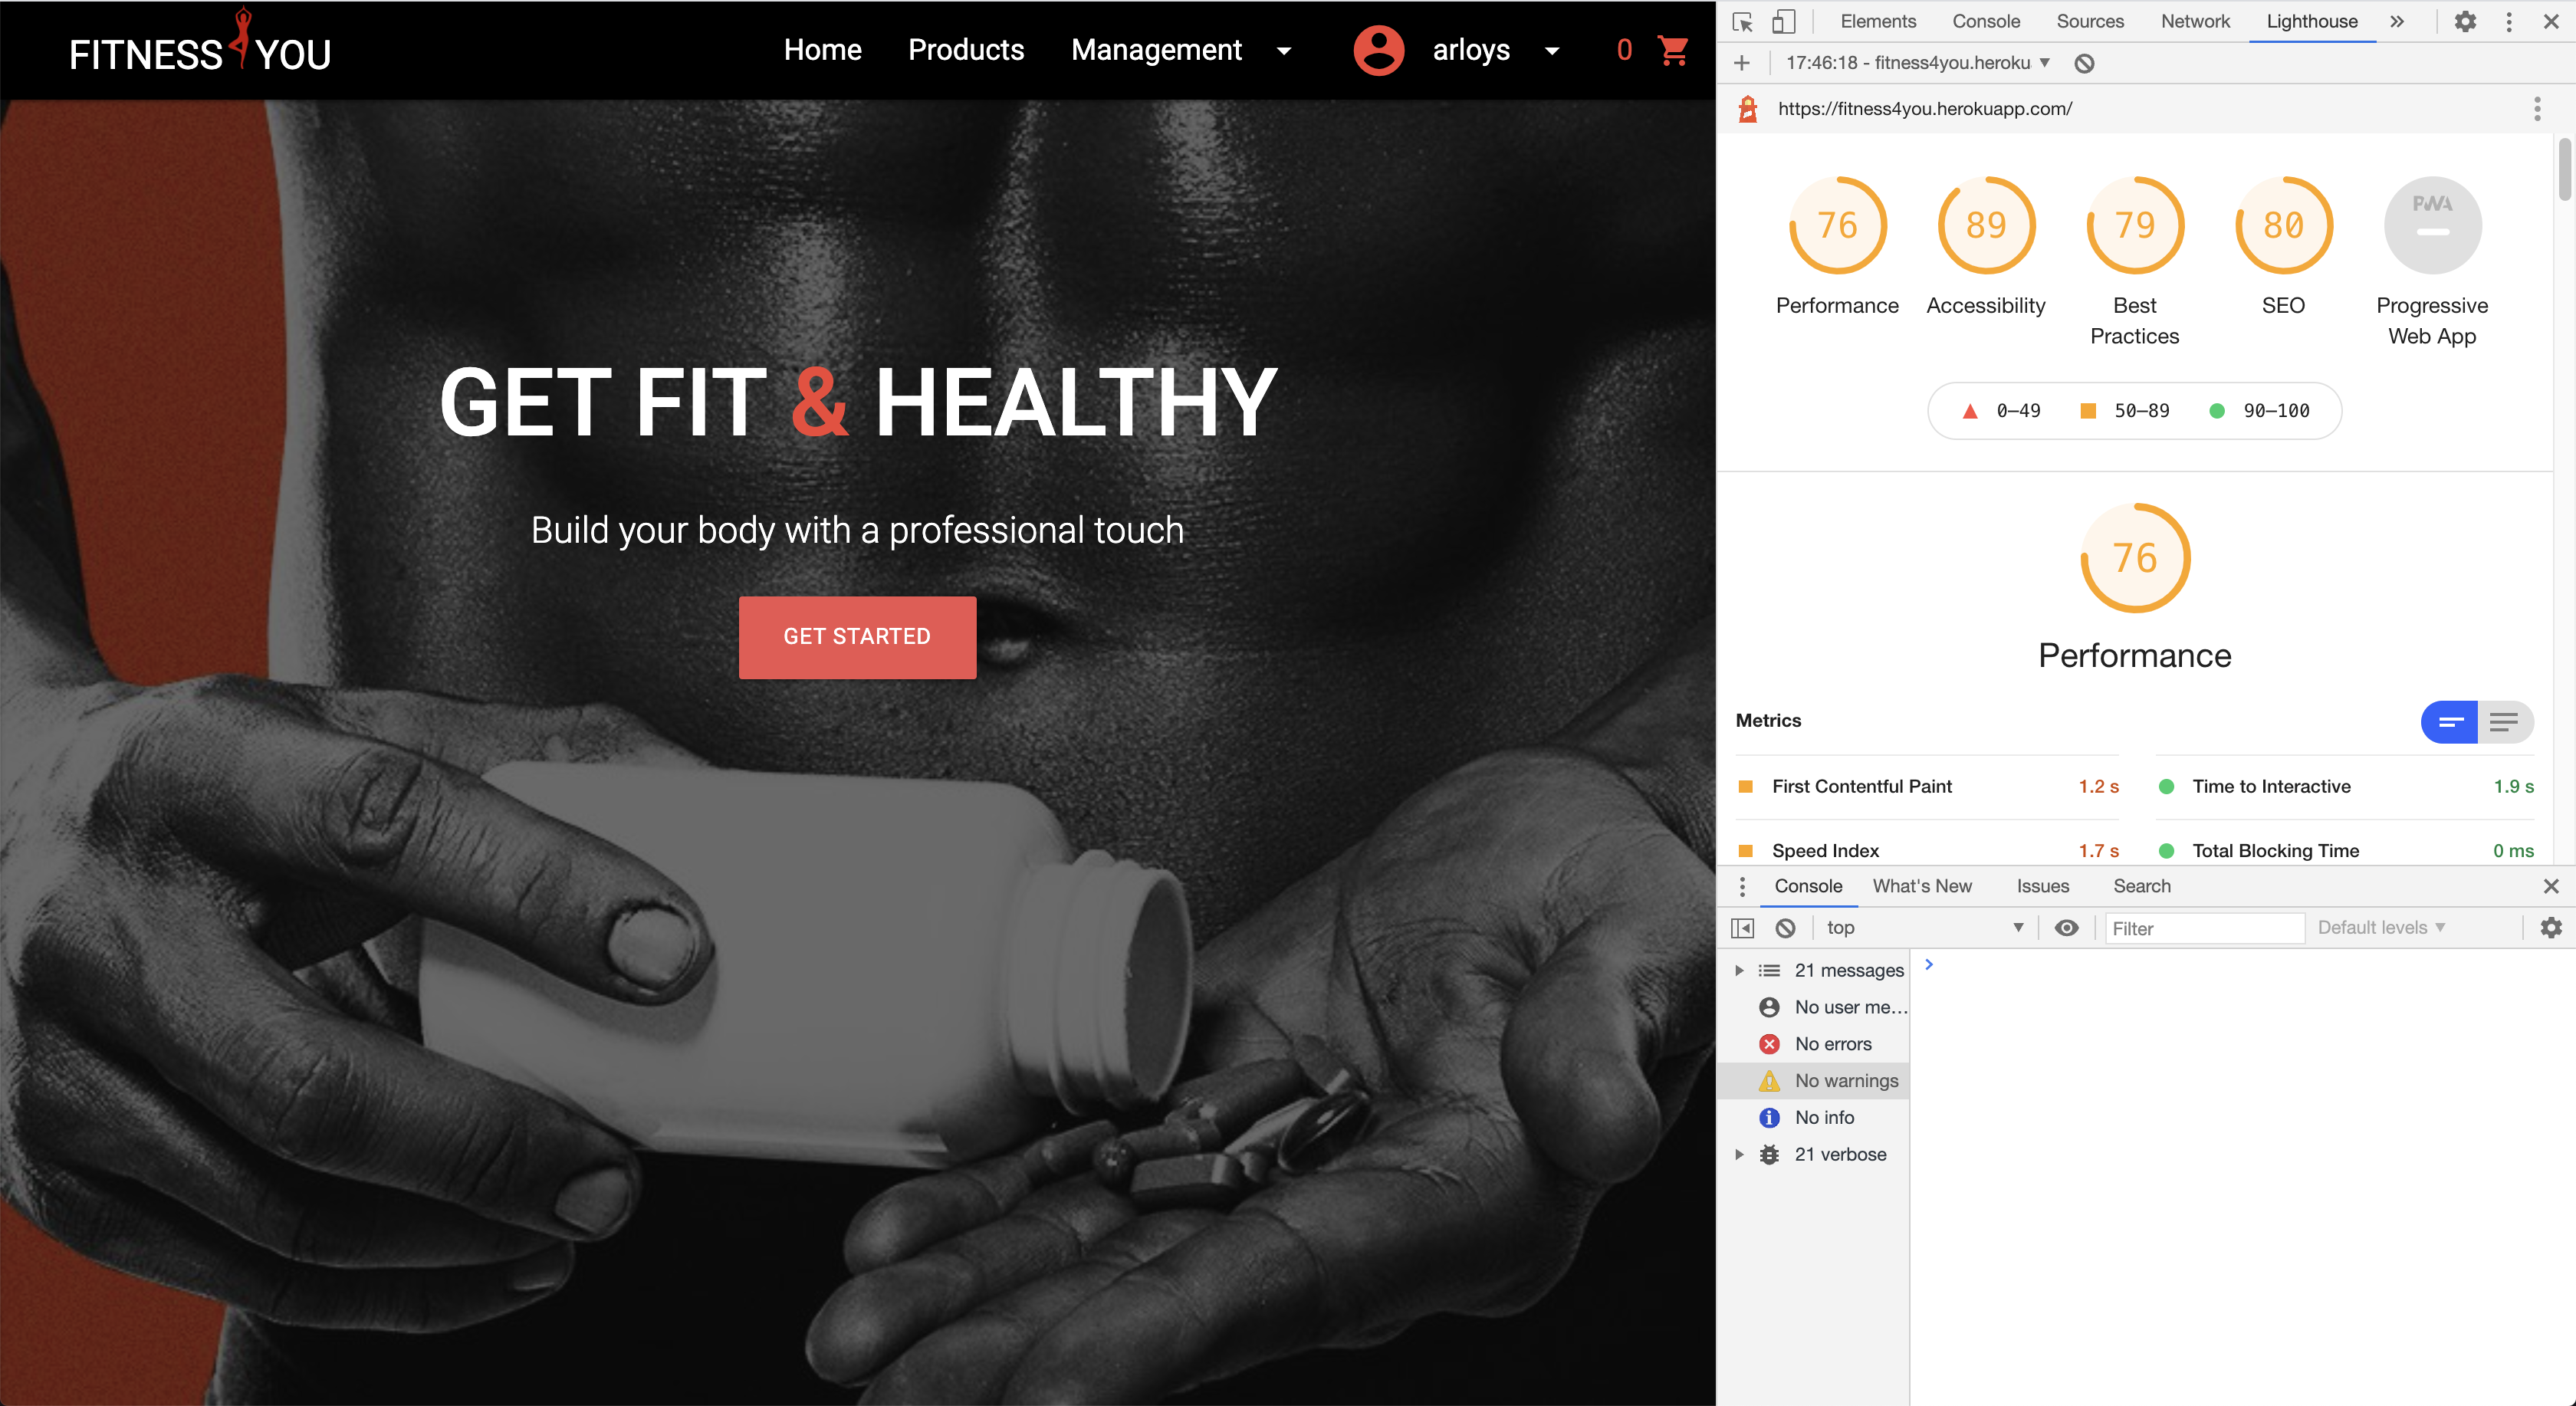 FITNESS YOU
Home Products Management arloys 0
GET FIT & HEALTHY
Build your body with a professional touch
GET STARTED
Elements Console Sources Network Lighthouse
17:46:18 - fitness4you.heroku
https://fitness4you.herokuapp.com/
76 89 79 80 PWA
Performance Accessibility Best Practices SEO Progressive Web App
0–49 50–89 90–100
76
Performance
Metrics
First Contentful Paint 1.2 s Time to Interactive 1.9 s
Speed Index 1.7 s Total Blocking Time 0 ms
Console What's New Issues Search
top Filter Default levels
21 messages
No user me…
No errors
No warnings
No info
21 verbose